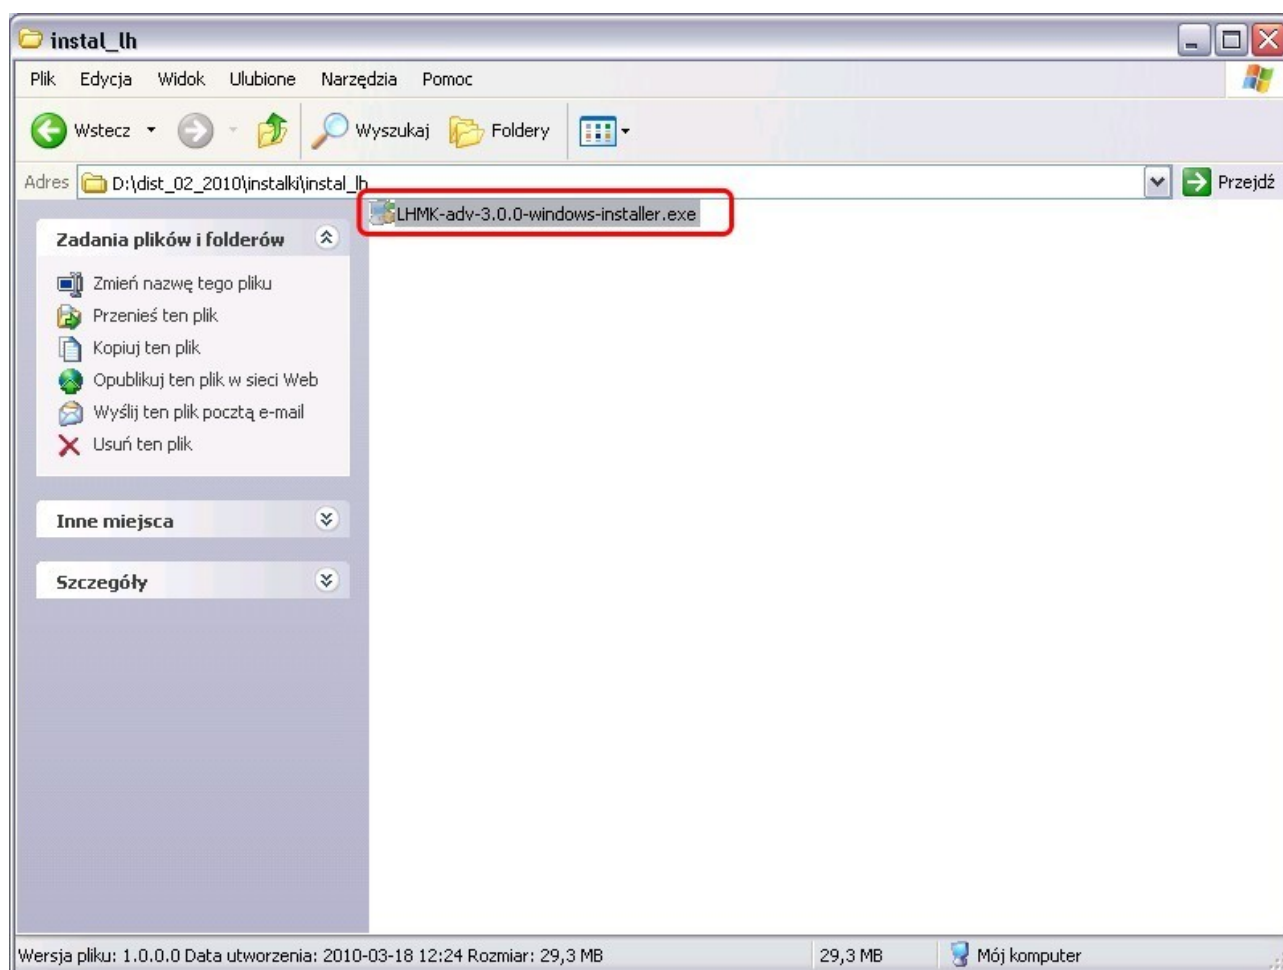 instal_lh
Plik Edycja Widok Ulubione Narzędzia Pomoc
Wstecz Wyszukaj Foldery
Adres D:\dist_02_2010\instalki\instal_lh Przejdź
LHMK-adv-3.0.0-windows-installer.exe
Zadania plików i folderów
Zmień nazwę tego pliku
Przenieś ten plik
Kopiuj ten plik
Opublikuj ten plik w sieci Web
Wyślij ten plik pocztą e-mail
Usuń ten plik
Inne miejsca
Szczegóły
Wersja pliku: 1.0.0.0 Data utworzenia: 2010-03-18 12:24 Rozmiar: 29,3 MB 29,3 MB Mój komputer